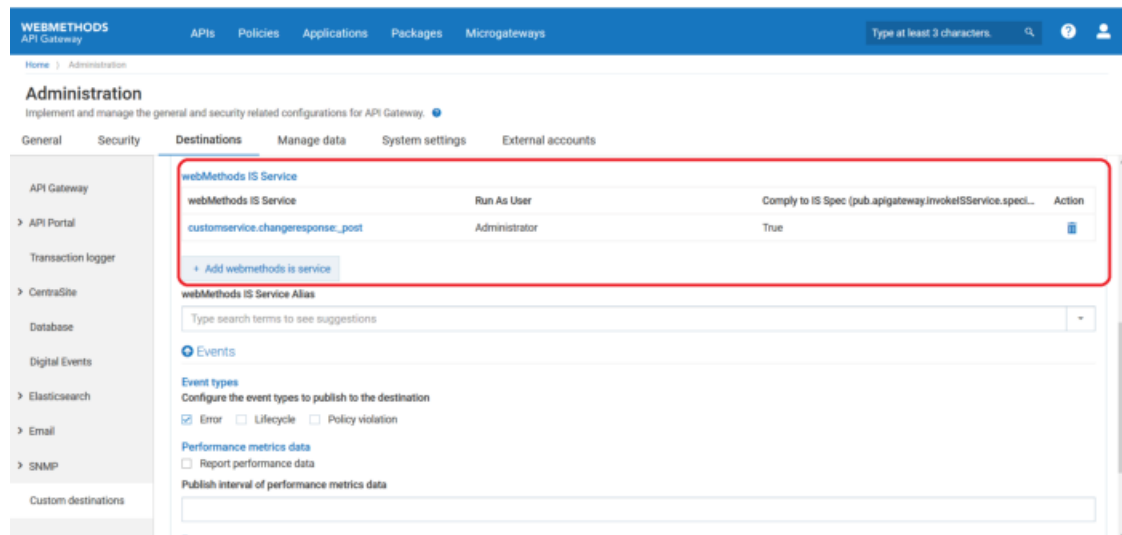 WEBMETHODS
API Gateway
APIs Policies Applications Packages Microgateways
Type at least 3 characters.
Home Administration
Administration
Implement and manage the general and security related configurations for API Gateway.
General Security Destinations Manage data System settings External accounts
API Gateway
API Portal
Transaction logger
CentraSite
Database
Digital Events
Elasticsearch
Email
SNMP
Custom destinations
webMethods IS Service
webMethods IS Service Run As User Comply to IS Spec (pub.apigateway.invokeISService.speci... Action
customservice.changeresponse:_post Administrator True
+ Add webmethods is service
webMethods IS Service Alias
Type search terms to see suggestions
Events
Event types
Configure the event types to publish to the destination
Error Lifecycle Policy violation
Performance metrics data
Report performance data
Publish interval of performance metrics data